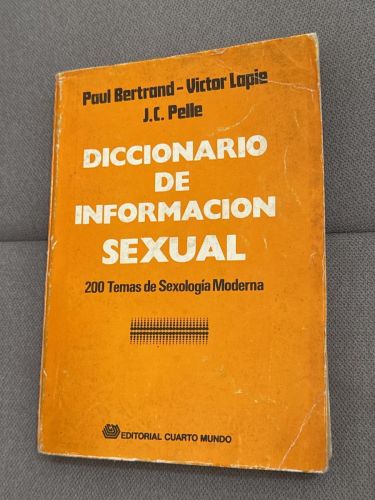 Paul Bertrand - Victor Lapie
J.C. Pelle
DICCIONARIO
DE
INFORMACION
SEXUAL
200 Temas de Sexología Moderna
EDITORIAL CUARTO MUNDO